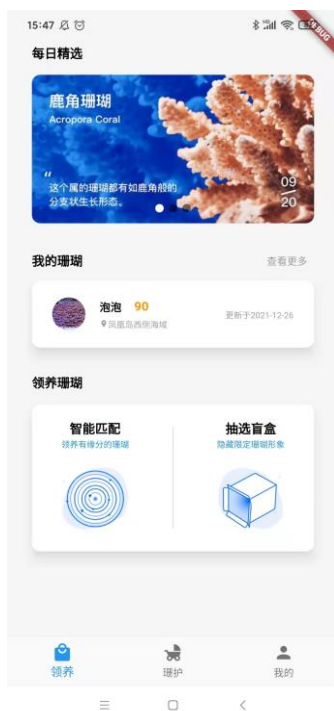 15:47
DEBUG
每日精选
鹿角珊瑚
Acropora Coral
“
这个属的珊瑚都有如鹿角般的
分支状生长形态。
09
20
我的珊瑚
查看更多
泡泡 90
凤凰岛西侧海域
更新于2021-12-26
领养珊瑚
智能匹配
领养有缘分的珊瑚
抽选盲盒
隐藏限定珊瑚形象
领养
珊护
我的